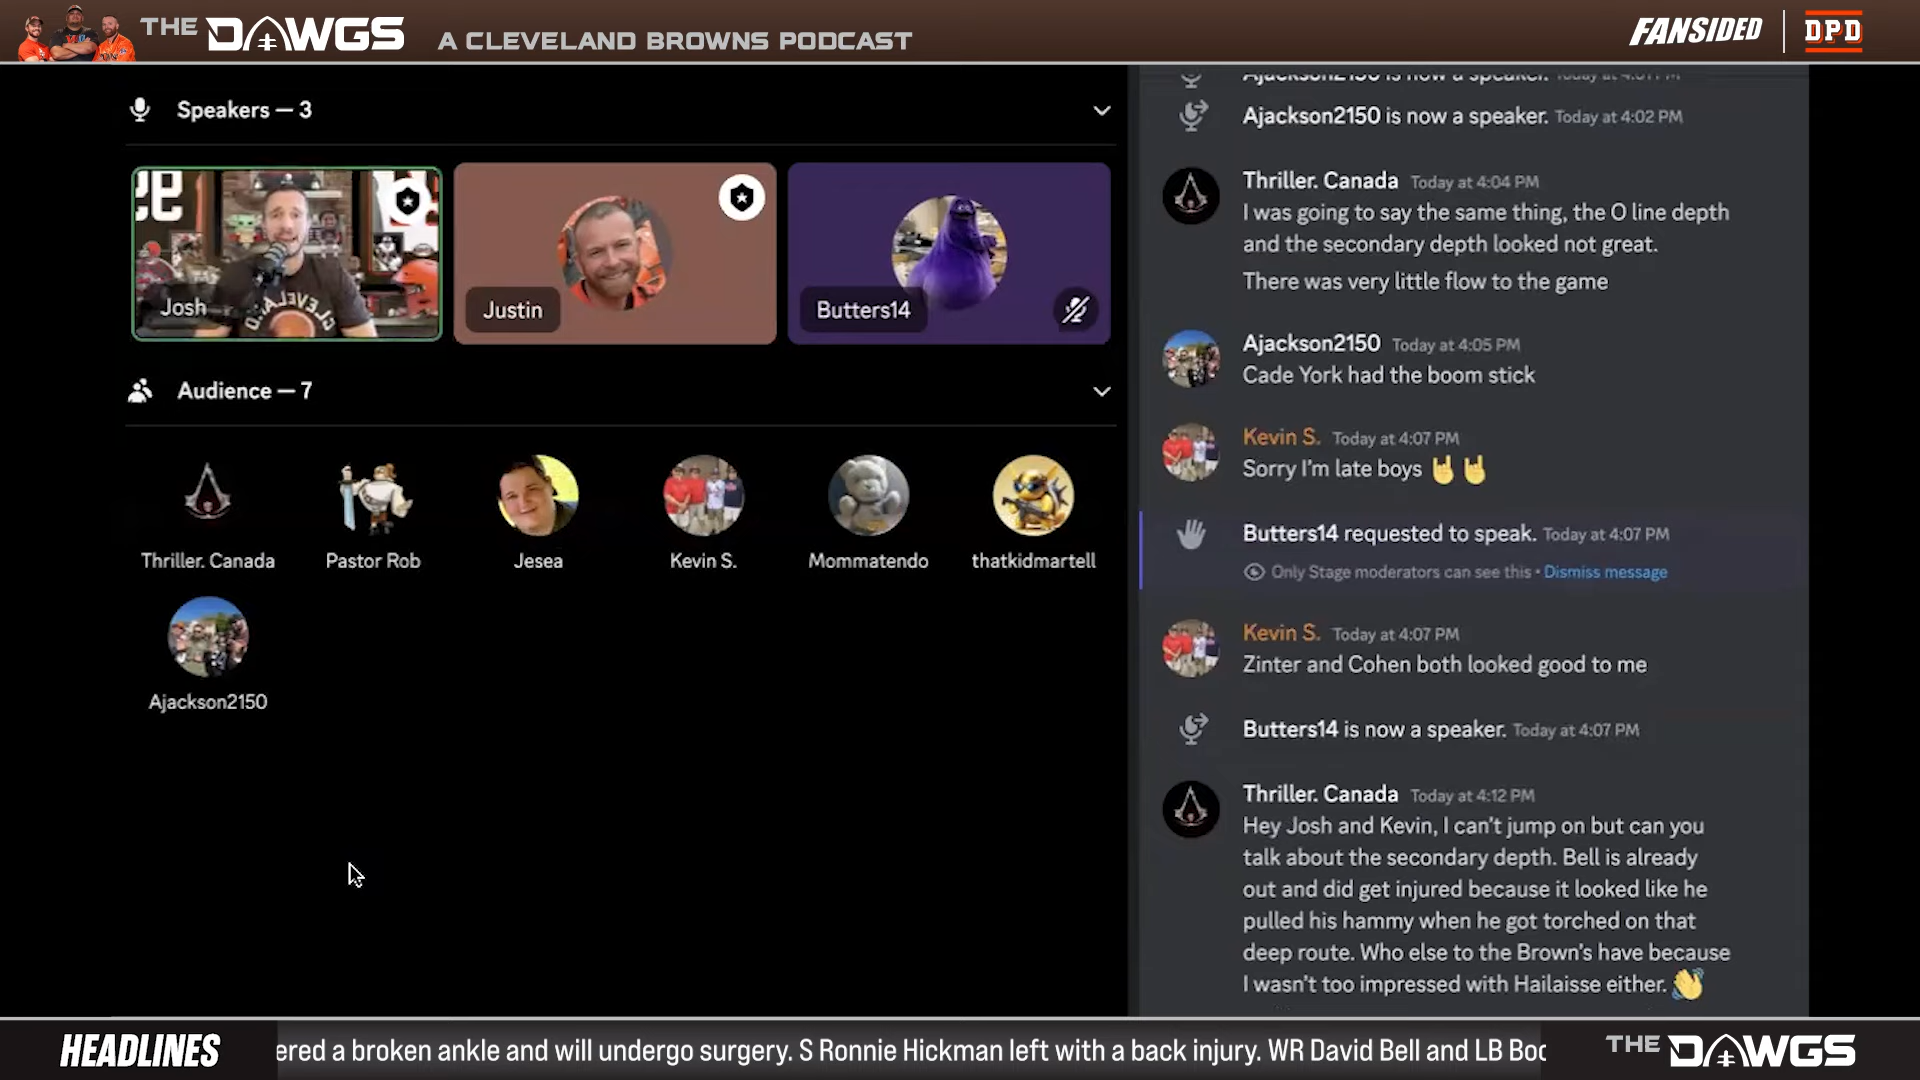 THE DAWGS A CLEVELAND BROWNS PODCAST
FANSIDED DPD
Speakers — 3
Josh
Justin
Butters14
Audience — 7
Thriller. Canada
Pastor Rob
Jesea
Kevin S.
Mommatendo
thatkidmartell
Ajackson2150
Ajackson2150 is now a speaker. Today at 4:01 PM
Ajackson2150 is now a speaker. Today at 4:02 PM
Thriller. Canada Today at 4:04 PM
I was going to say the same thing, the O line depth
and the secondary depth looked not great.
There was very little flow to the game
Ajackson2150 Today at 4:05 PM
Cade York had the boom stick
Kevin S. Today at 4:07 PM
Sorry I'm late boys 🤘 🤘
Butters14 requested to speak. Today at 4:07 PM
Only Stage moderators can see this • Dismiss message
Kevin S. Today at 4:07 PM
Zinter and Cohen both looked good to me
Butters14 is now a speaker. Today at 4:07 PM
Thriller. Canada Today at 4:12 PM
Hey Josh and Kevin, I can't jump on but can you
talk about the secondary depth. Bell is already
out and did get injured because it looked like he
pulled his hammy when he got torched on that
deep route. Who else to the Brown's have because
I wasn't too impressed with Hailaisse either. 👋
HEADLINES
ered a broken ankle and will undergo surgery. S Ronnie Hickman left with a back injury. WR David Bell and LB Boo
THE DAWGS